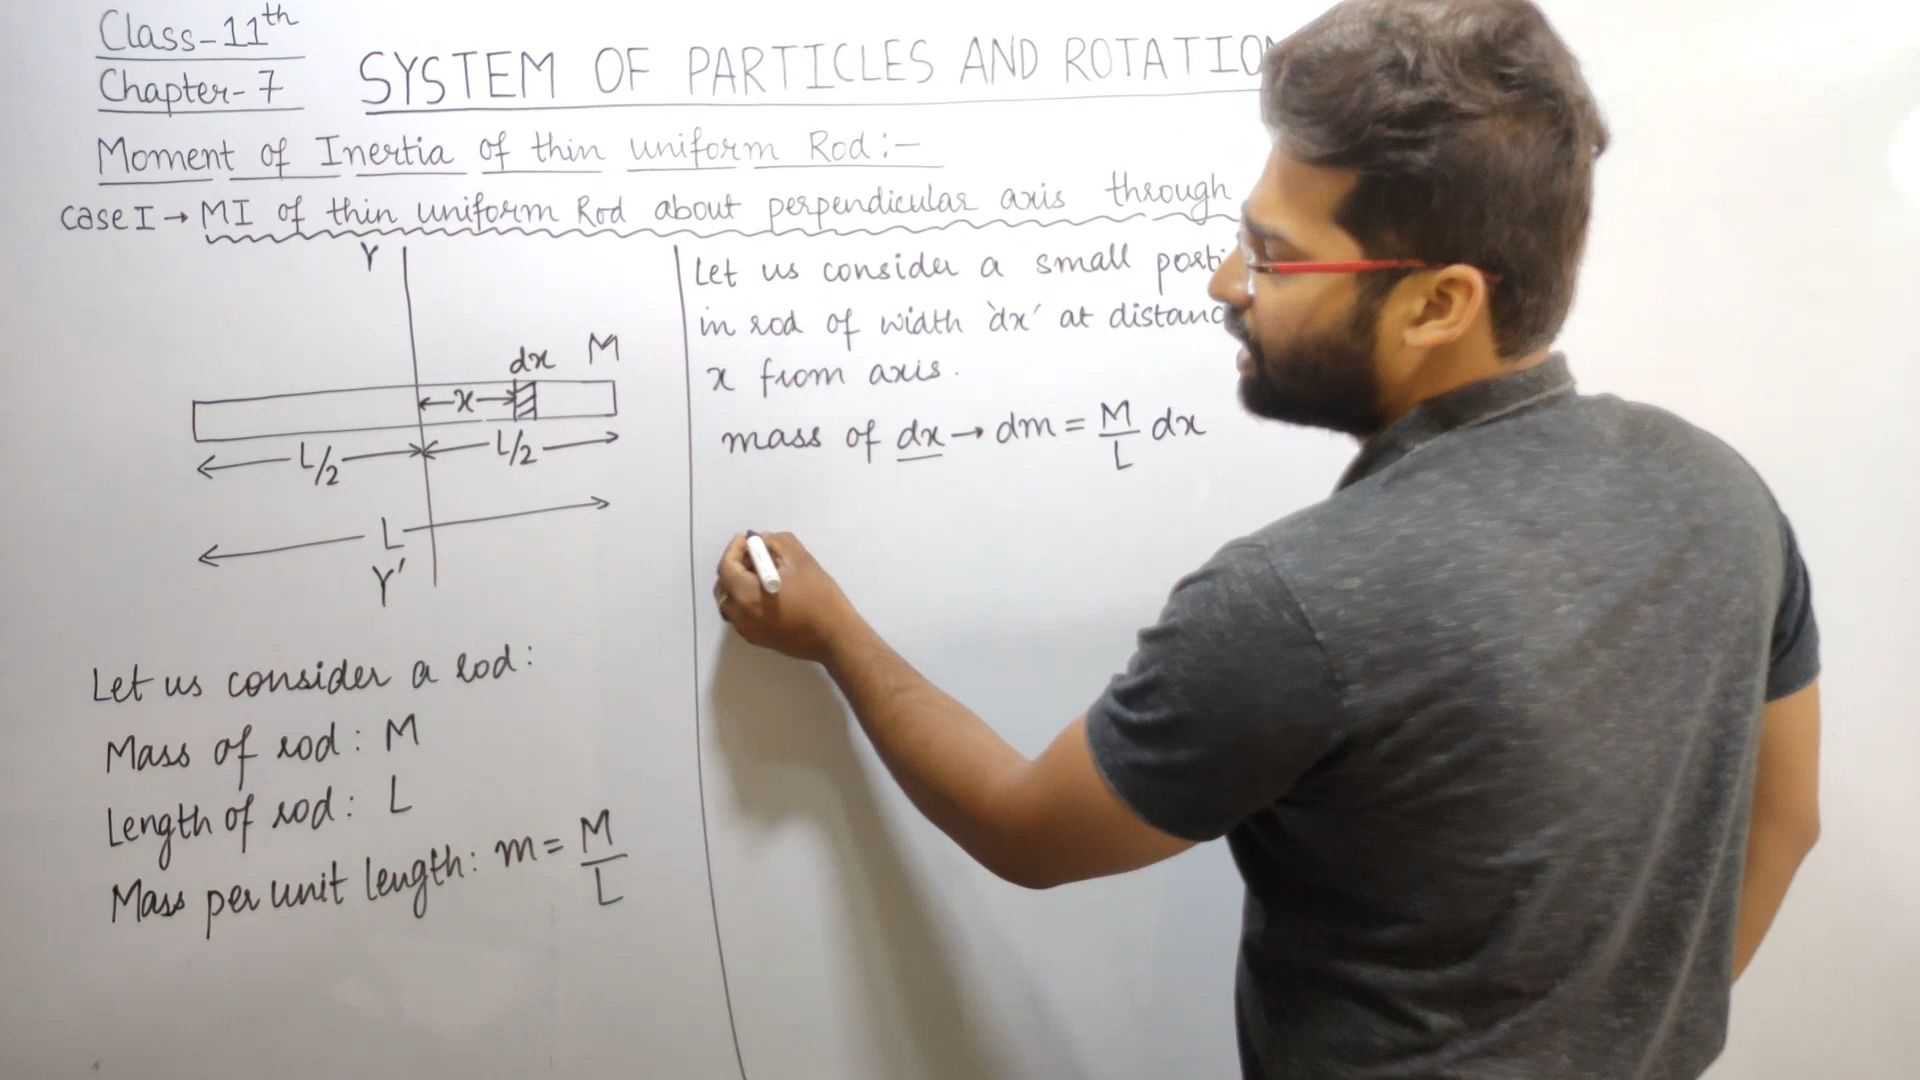 Class-11th
Chapter-7
SYSTEM OF PARTICLES AND ROTATIO
Moment of Inertia of thin uniform Rod:-
Case I → MI of thin uniform Rod about perpendicular axis through
Y
dx M
x
L/2 L/2
L
Y'
Let us consider a rod:
Mass of rod: M
Length of rod: L
Mass per unit length: m = M/L
Let us consider a small porti
in rod of width 'dx' at distanc
x from axis.
mass of dx → dm = M/L dx